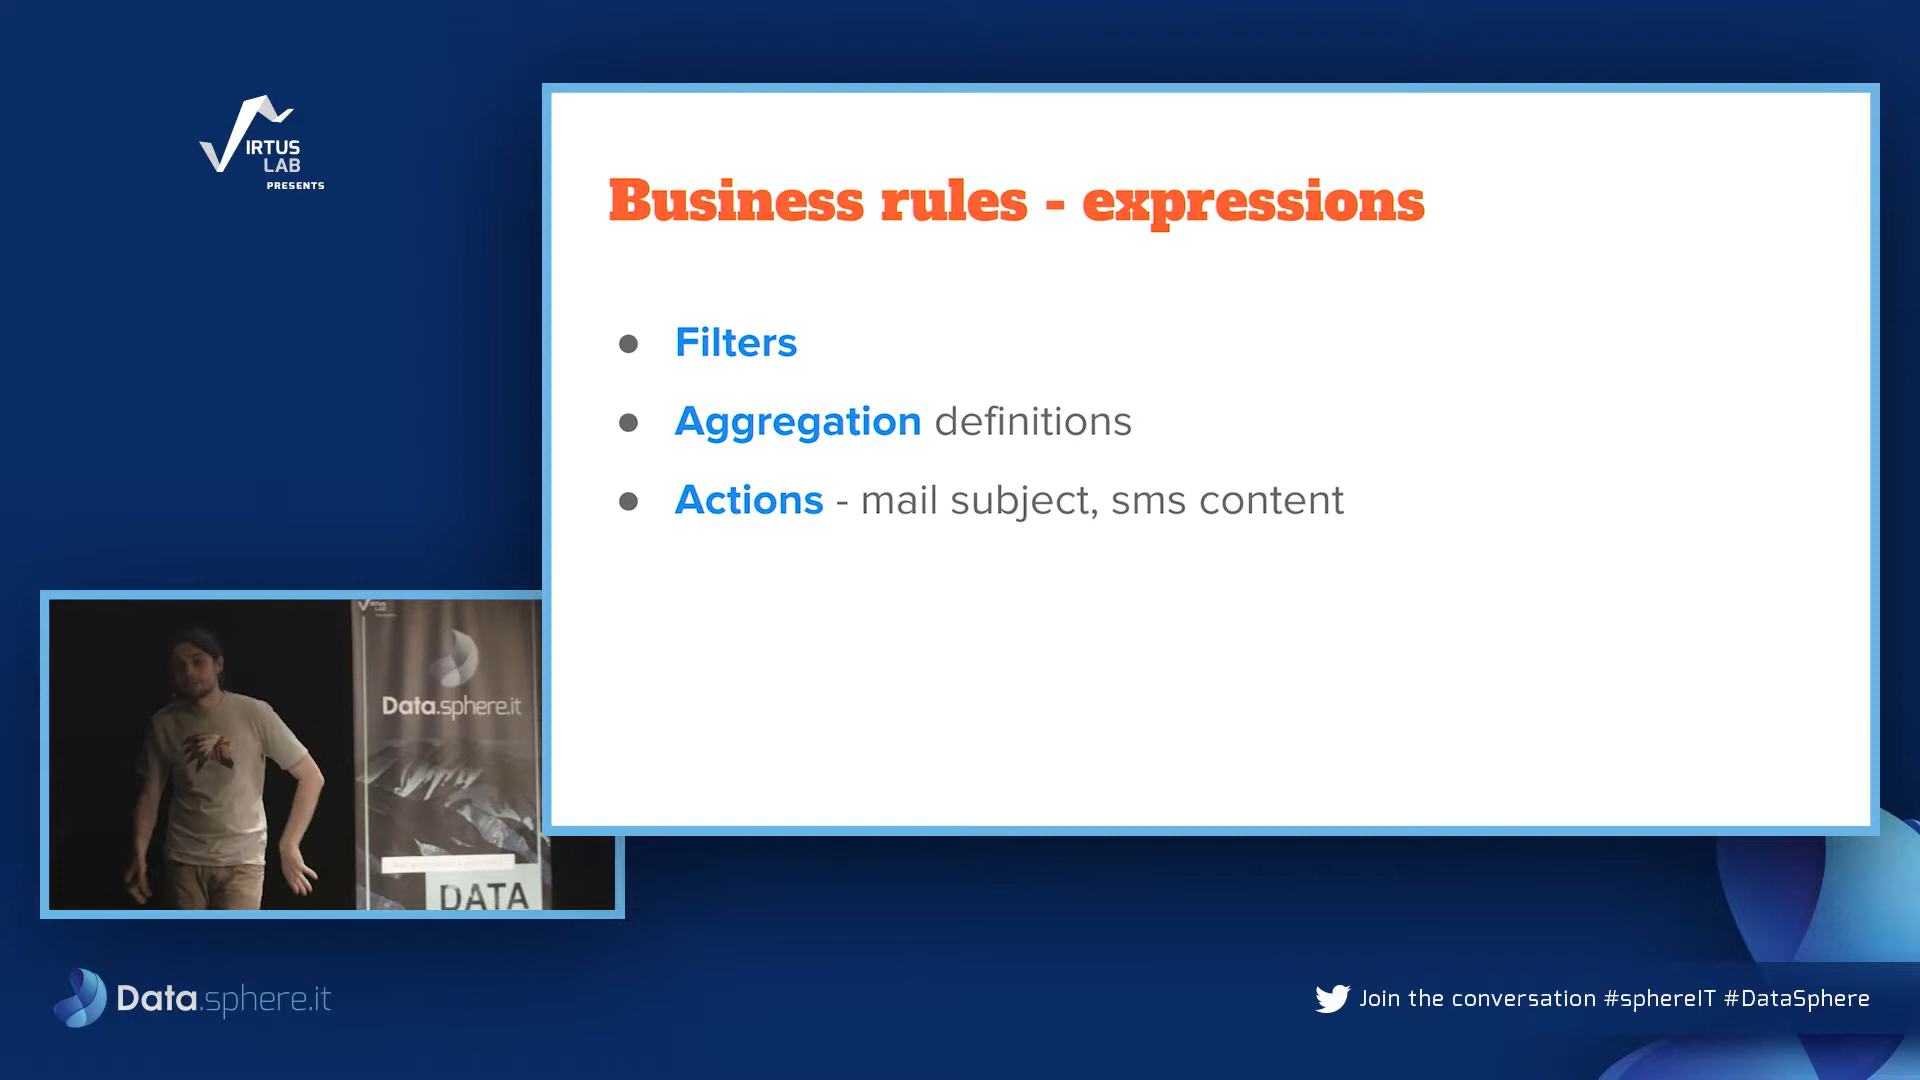 IRTUS
LAB
PRESENTS
Business rules - expressions
● Filters
● Aggregation definitions
● Actions - mail subject, sms content
Data.sphere.it
DATA
Data.sphere.it
Join the conversation #sphereIT #DataSphere